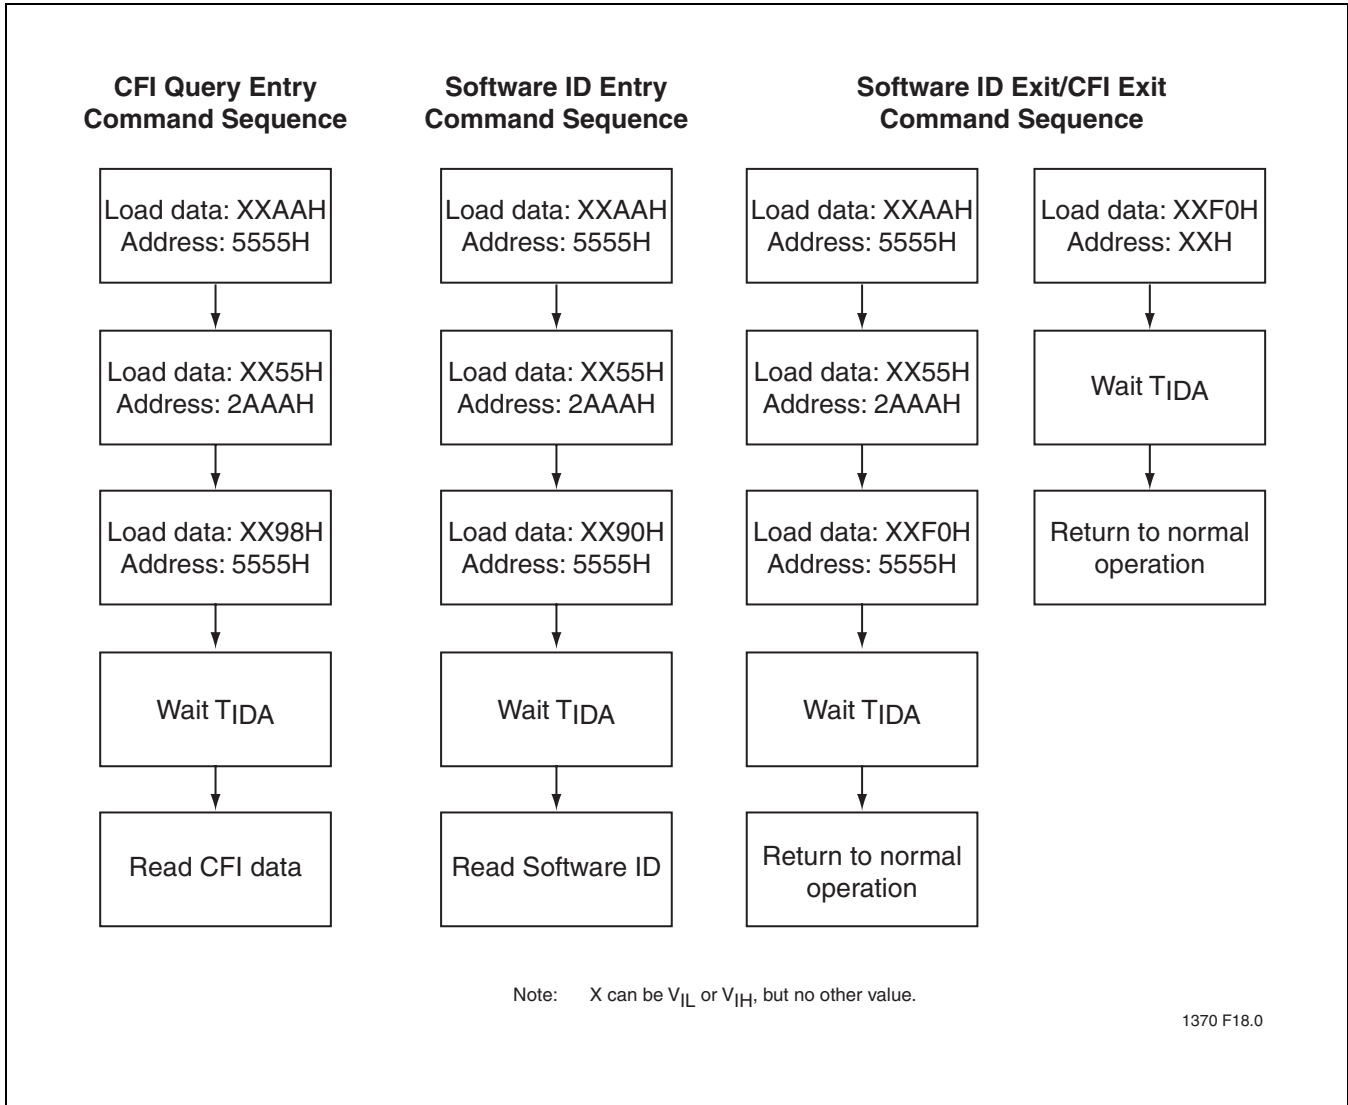 CFI Query Entry
Command Sequence
Load data: XXAAH
Address: 5555H
Load data: XX55H
Address: 2AAAH
Load data: XX98H
Address: 5555H
Wait TIDA
Read CFI data
Software ID Entry
Command Sequence
Load data: XXAAH
Address: 5555H
Load data: XX55H
Address: 2AAAH
Load data: XX90H
Address: 5555H
Wait TIDA
Read Software ID
Software ID Exit/CFI Exit
Command Sequence
Load data: XXAAH
Address: 5555H
Load data: XX55H
Address: 2AAAH
Load data: XXF0H
Address: 5555H
Wait TIDA
Return to normal
operation
Load data: XXF0H
Address: XXH
Wait TIDA
Return to normal
operation
Note: X can be VIL or VIH, but no other value.
1370 F18.0